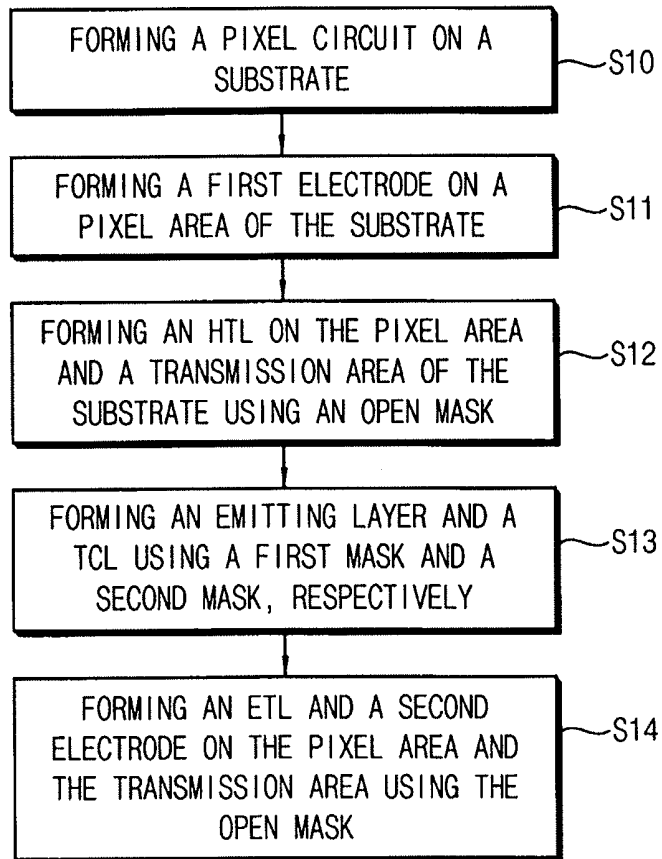 FORMING A PIXEL CIRCUIT ON A
SUBSTRATE
S10
FORMING A FIRST ELECTRODE ON A
PIXEL AREA OF THE SUBSTRATE
S11
FORMING AN HTL ON THE PIXEL AREA
AND A TRANSMISSION AREA OF THE
SUBSTRATE USING AN OPEN MASK
S12
FORMING AN EMITTING LAYER AND A
TCL USING A FIRST MASK AND A
SECOND MASK, RESPECTIVELY
S13
FORMING AN ETL AND A SECOND
ELECTRODE ON THE PIXEL AREA AND
THE TRANSMISSION AREA USING THE
OPEN MASK
S14